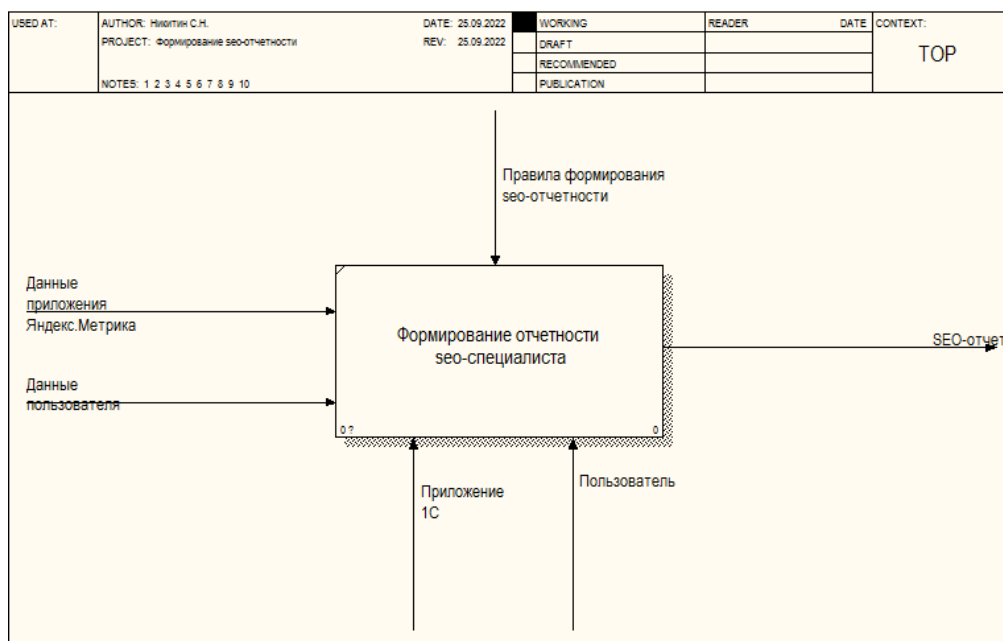 USED AT:
AUTHOR: Никитин С.Н.
DATE: 25.09.2022
PROJECT: Формирование seo-отчетности
REV: 25.09.2022
NOTES: 1 2 3 4 5 6 7 8 9 10
WORKING
DRAFT
RECOMMENDED
PUBLICATION
READER
DATE
CONTEXT:
TOP
Правила формирования
seo-отчетности
Данные
приложения
Яндекс.Метрика
Данные
пользователя
Формирование отчетности
seo-специалиста
0 ?
0
SEO-отчет
Приложение
1С
Пользователь